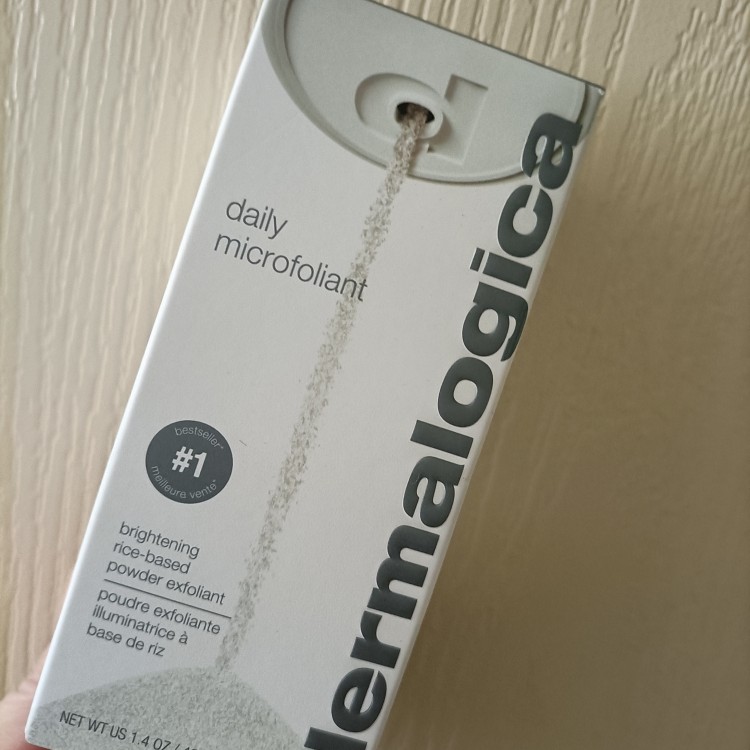 daily
microfoliant
dermalogica
bestseller*
#1
meilleure vente*
brightening
rice-based
powder exfoliant
poudre exfoliante
illuminatrice à
base de riz
NET WT US 1.4 OZ /